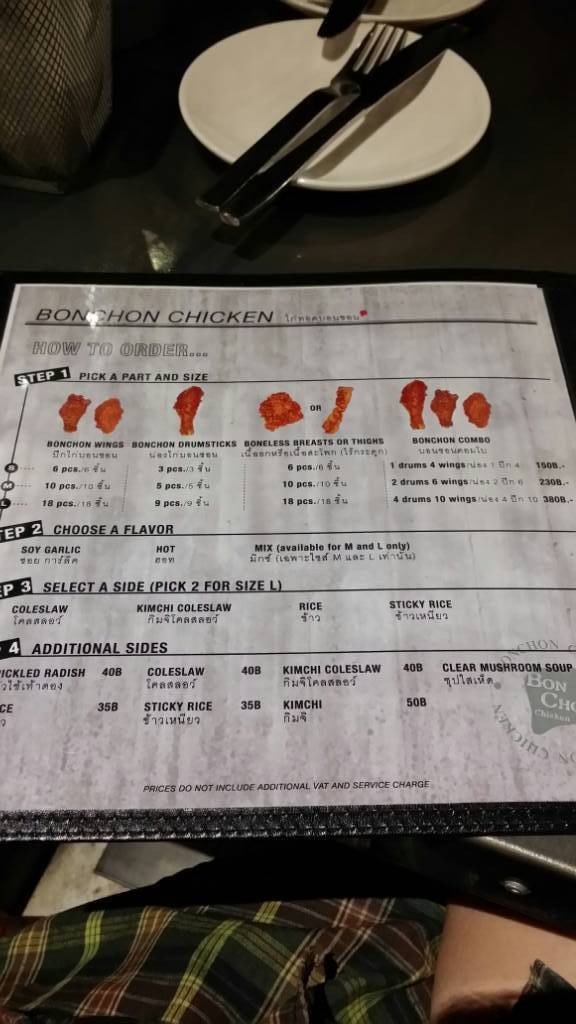 BONCHON CHICKEN ไก่ทอดบอนชอน
HOW TO ORDER...
STEP 1 PICK A PART AND SIZE
OR
BONCHON WINGS BONCHON DRUMSTICKS BONELESS BREASTS OR THIGHS BONCHON COMBO
ปีกไก่บอนชอน น่องไก่บอนชอน เนื้ออกหรือเนื้อสะโพก (ไร้กระดูก) บอนชอนคอมโบ
S 6 pcs./6 ชิ้น 3 pcs./3 ชิ้น 6 pcs./6 ชิ้น 1 drums 4 wings/น่อง 1 ปีก 4 150B.-
M 10 pcs./10 ชิ้น 5 pcs./5 ชิ้น 10 pcs./10 ชิ้น 2 drums 6 wings/น่อง 2 ปีก 6 230B.-
L 18 pcs./18 ชิ้น 9 pcs./9 ชิ้น 18 pcs./18 ชิ้น 4 drums 10 wings/น่อง 4 ปีก 10 380B.-
TEP 2 CHOOSE A FLAVOR
SOY GARLIC HOT MIX (available for M and L only)
ซอย การ์ลิค ฮอท มิกซ์ (เฉพาะไซส์ M และ L เท่านั้น)
P 3 SELECT A SIDE (PICK 2 FOR SIZE L)
COLESLAW KIMCHI COLESLAW RICE STICKY RICE
โคลสลอว์ กิมจิโคลสลอว์ ข้าว ข้าวเหนียว
4 ADDITIONAL SIDES
ICKLED RADISH 40B COLESLAW 40B KIMCHI COLESLAW 40B CLEAR MUSHROOM SOUP
วไช้เท้าดอง โคลสลอว์ กิมจิโคลสลอว์ ซุปใสเห็ด
CE 35B STICKY RICE 35B KIMCHI 50B
ว ข้าวเหนียว กิมจิ
BONCHON C
BON
CHO
Chicken
CHICKEN
PRICES DO NOT INCLUDE ADDITIONAL VAT AND SERVICE CHARGE